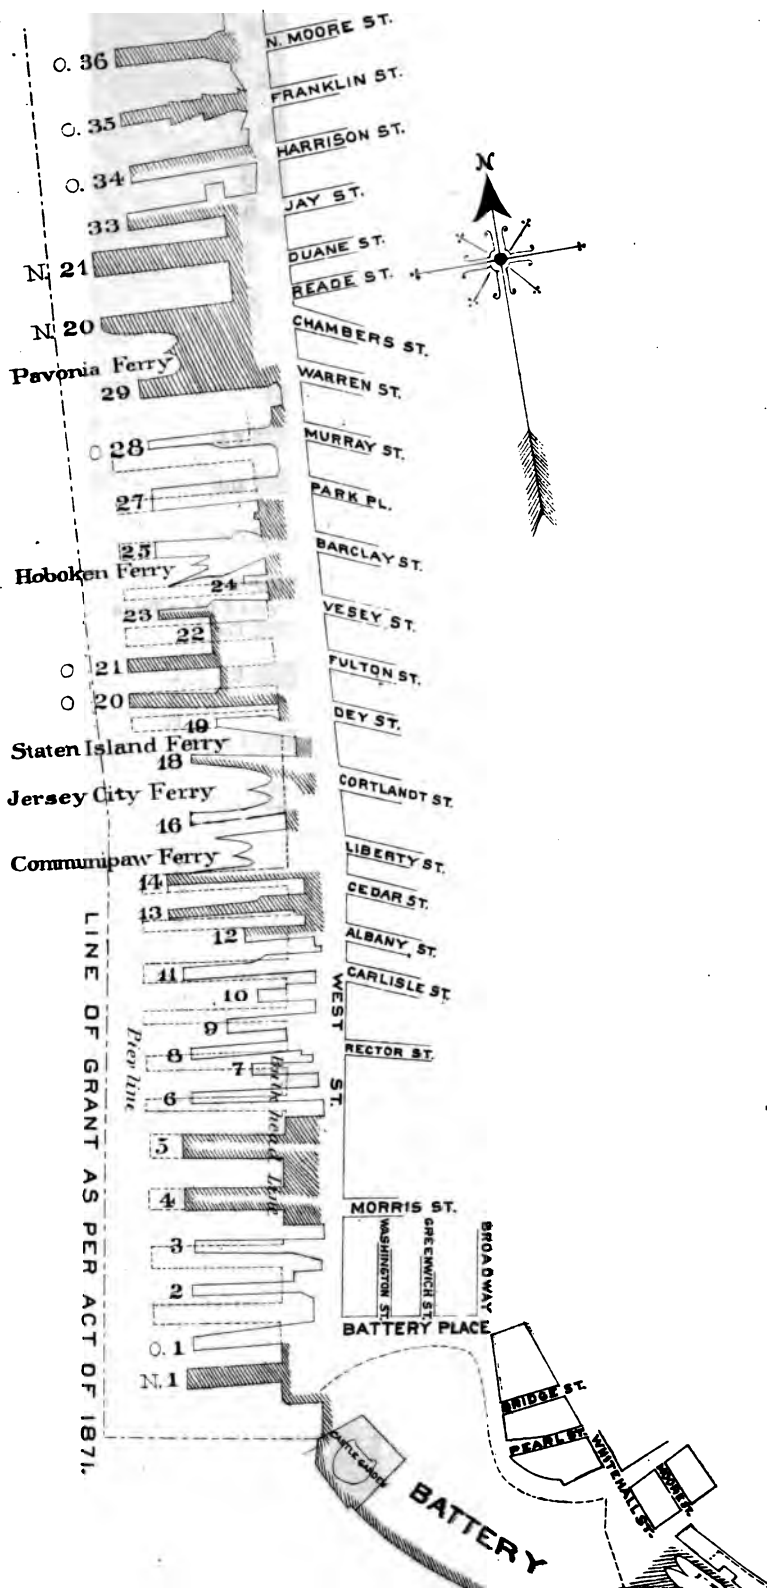 N. MOORE ST.
O. 36
FRANKLIN ST.
O. 35
HARRISON ST.
N
O. 34
JAY ST.
33
DUANE ST.
N. 21
READE ST.
N. 20
CHAMBERS ST.
Pavonia Ferry
WARREN ST.
29
MURRAY ST.
O 28
PARK PL.
27
BARCLAY ST.
25
Hoboken Ferry
24
VESEY ST.
23
22
FULTON ST.
O 21
O 20
DEY ST.
19
Staten Island Ferry
18
CORTLANDT ST.
Jersey City Ferry
16
LIBERTY ST.
Communipaw Ferry
14
CEDAR ST.
13
ALBANY ST.
12
11
CARLISLE ST.
10
WEST ST.
9
RECTOR ST.
8
7
6
Pier line
Bulkhead Line
LINE OF GRANT AS PER ACT OF 1871.
5
4
MORRIS ST.
3
WASHINGTON ST.
GREENWICH ST.
BROADWAY
2
BATTERY PLACE
O. 1
N. 1
BRIDGE ST.
PEARL ST.
WHITEHALL ST.
MOORE ST.
CASTLE GARDEN
BATTERY